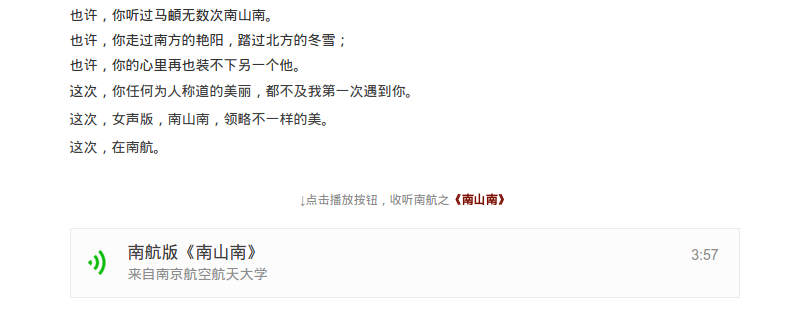 也许，你听过马頔无数次南山南。
也许，你走过南方的艳阳，踏过北方的冬雪；
也许，你的心里再也装不下另一个他。
这次，你任何为人称道的美丽，都不及我第一次遇到你。
这次，女声版，南山南，领略不一样的美。
这次，在南航。
↓点击播放按钮，收听南航之《南山南》
南航版《南山南》
3:57
来自南京航空航天大学